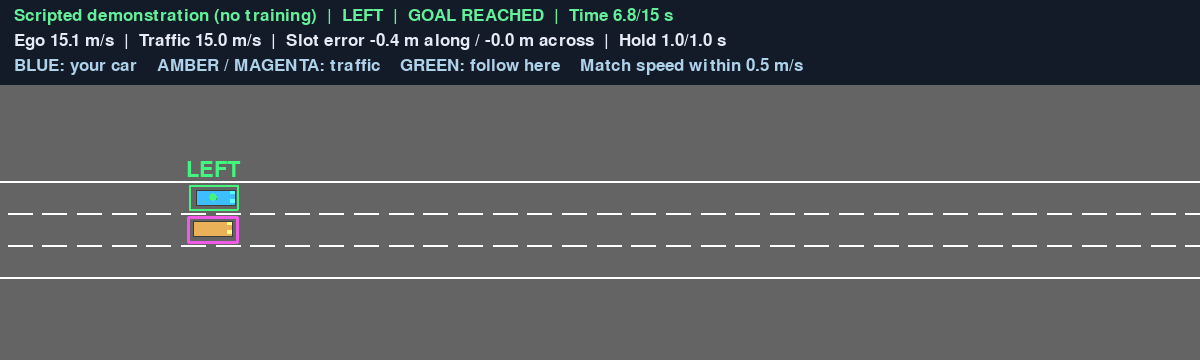 Scripted demonstration (no training) | LEFT | GOAL REACHED | Time 6.8/15 s
Ego 15.1 m/s | Traffic 15.0 m/s | Slot error -0.4 m along / -0.0 m across | Hold 1.0/1.0 s
BLUE: your car AMBER / MAGENTA: traffic GREEN: follow here Match speed within 0.5 m/s
LEFT